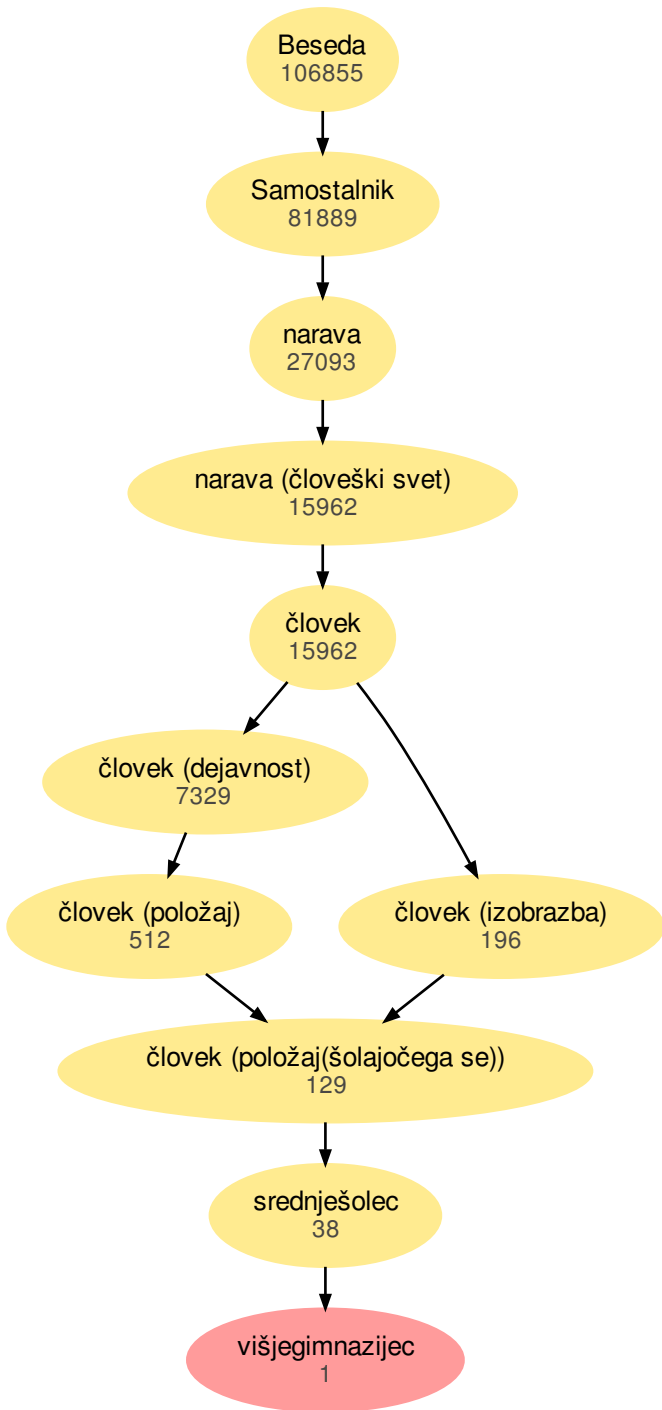 Beseda
106855
Samostalnik
81889
narava
27093
narava (človeški svet)
15962
človek
15962
človek (dejavnost)
7329
človek (položaj)
512
človek (izobrazba)
196
človek (položaj(šolajočega se))
129
srednješolec
38
višjegimnazijec
1